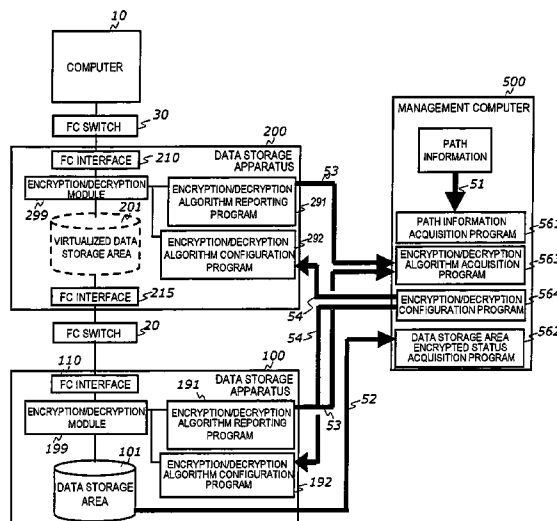 10
COMPUTER
30
FC SWITCH
200
FC INTERFACE
210
DATA STORAGE
APPARATUS
53
ENCRYPTION/DECRYPTION
MODULE
299
201
VIRTUALIZED DATA
STORAGE AREA
ENCRYPTION/DECRYPTION
ALGORITHM REPORTING
PROGRAM
291
292
ENCRYPTION/DECRYPTION
ALGORITHM CONFIGURATION
PROGRAM
FC INTERFACE
215
54
54
FC SWITCH
20
110
100
FC INTERFACE
191
DATA STORAGE
APPARATUS
ENCRYPTION/DECRYPTION
MODULE
199
ENCRYPTION/DECRYPTION
ALGORITHM REPORTING
PROGRAM
53
52
101
DATA STORAGE
AREA
ENCRYPTION/DECRYPTION
ALGORITHM CONFIGURATION
PROGRAM
192
500
MANAGEMENT COMPUTER
PATH
INFORMATION
51
561
PATH INFORMATION
ACQUISITION PROGRAM
563
ENCRYPTION/DECRYPTION
ALGORITHM ACQUISITION
PROGRAM
564
ENCRYPTION/DECRYPTION
CONFIGURATION PROGRAM
562
DATA STORAGE AREA
ENCRYPTED STATUS
ACQUISITION PROGRAM